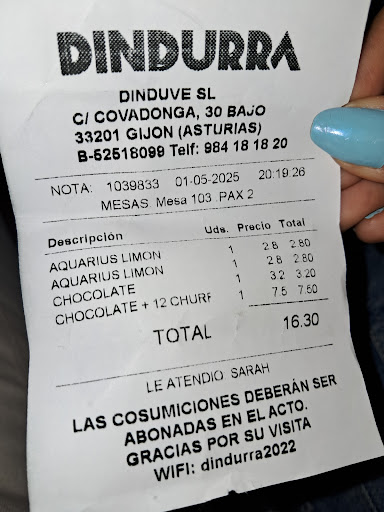 DINDURRA
DINDUVE SL
C/ COVADONGA, 30 BAJO
33201 GIJON (ASTURIAS)
B-52518099 Telf: 984 18 18 20
NOTA: 1039833 01-05-2025 20:19:26
MESAS. Mesa 103 .PAX 2
Descripción Uds. Precio Total
AQUARIUS LIMON 1 2.8 2.80
AQUARIUS LIMON 1 2.8 2.80
CHOCOLATE 1 3.2 3.20
CHOCOLATE + 12 CHURF 1 7.5 7.50
TOTAL 16.30
LE ATENDIO SARAH
LAS COSUMICIONES DEBERÁN SER
ABONADAS EN EL ACTO.
GRACIAS POR SU VISITA
WIFI: dindurra2022